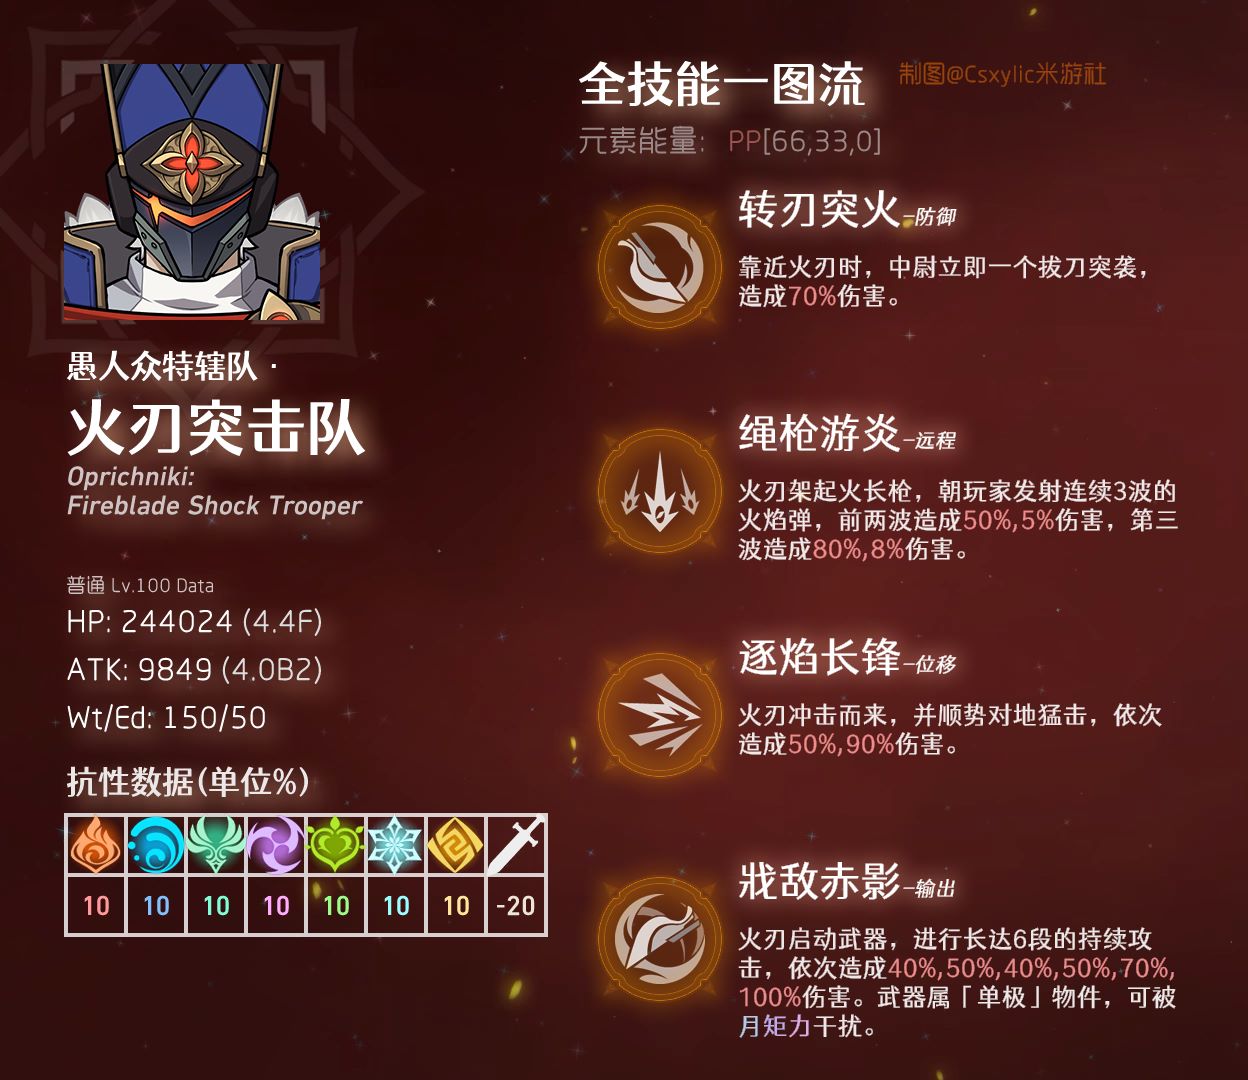 全技能一图流
制图@Csxylic米游社
元素能量: PP[66,33,0]
愚人众特辖队·
火刃突击队
Oprichniki:
Fireblade Shock Trooper
普通 Lv.100 Data
HP: 244024 (4.4F)
ATK: 9849 (4.0B2)
Wt/Ed: 150/50
抗性数据(单位%)
10 10 10 10 10 10 10 -20
转刃突火–防御
靠近火刃时，中尉立即一个拔刀突袭，
造成70%伤害。
绳枪游炎–远程
火刃架起火长枪，朝玩家发射连续3波的
火焰弹，前两波造成50%,5%伤害，第三
波造成80%,8%伤害。
逐焰长锋–位移
火刃冲击而来，并顺势对地猛击，依次
造成50%,90%伤害。
戕敌赤影–输出
火刃启动武器，进行长达6段的持续攻
击，依次造成40%,50%,40%,50%,70%,
100%伤害。武器属「单极」物件，可被
月矩力干扰。